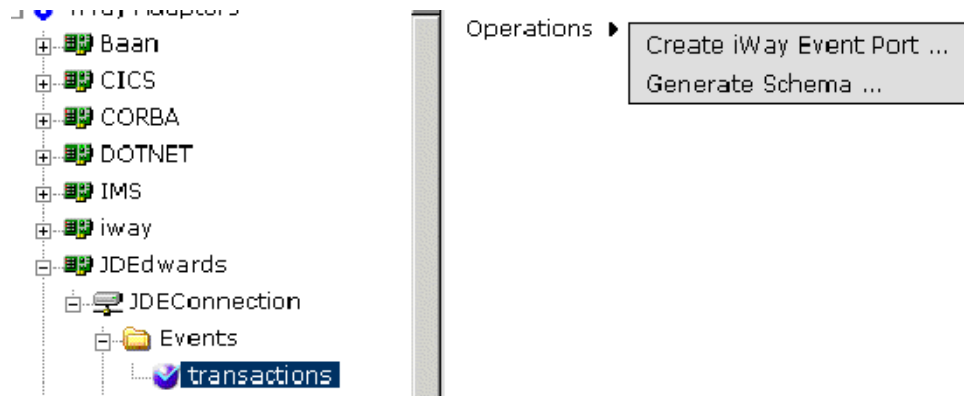 Baan
CICS
CORBA
DOTNET
IMS
iway
JDEdwards
JDEConnection
Events
transactions
Operations
Create iWay Event Port ...
Generate Schema ...